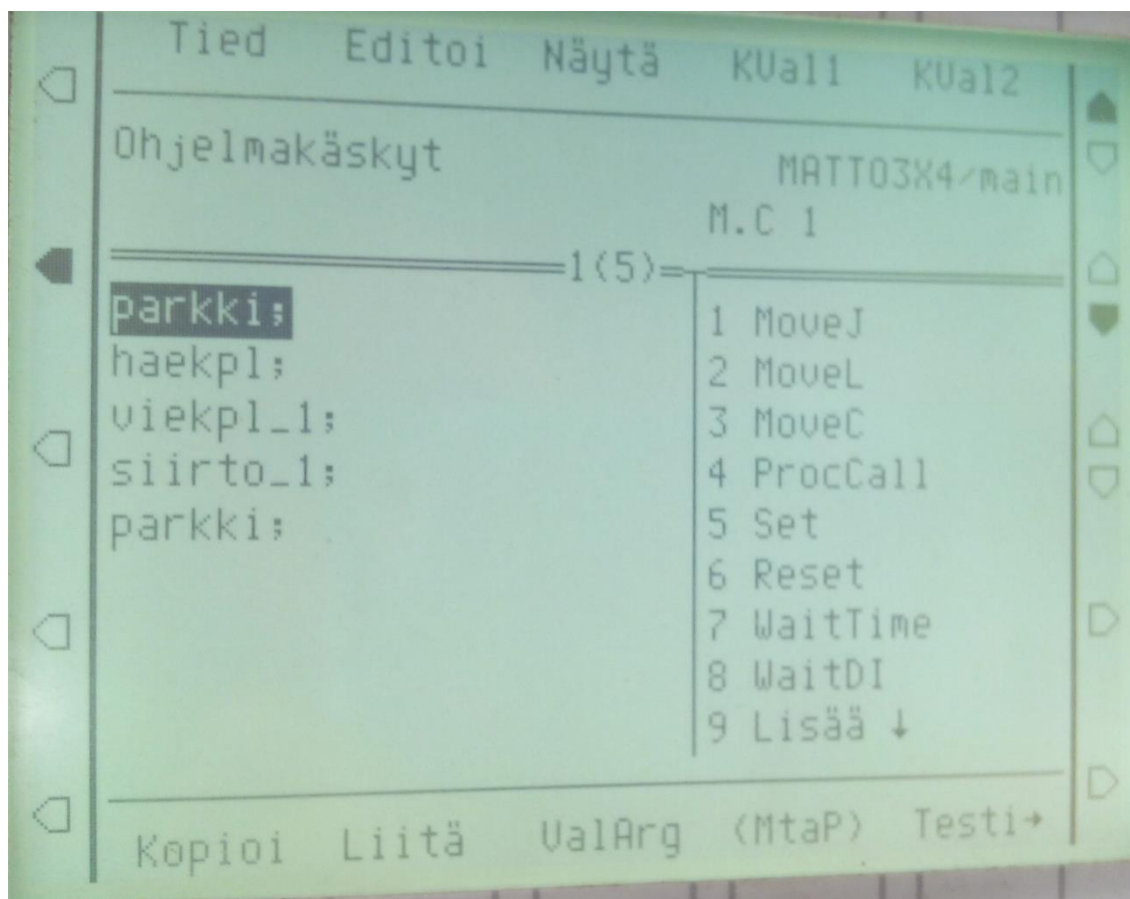 Tied Editoi Näytä KVal1 KVal2
Ohjelmakäskyt
MATTO3X4/main
M.C 1
1(5)
parkki;
haekpl;
viekpl_1;
siirto_1;
parkki;
1 MoveJ
2 MoveL
3 MoveC
4 ProcCall
5 Set
6 Reset
7 WaitTime
8 WaitDI
9 Lisää ↓
Kopioi Liitä ValArg (MtaP) Testi→